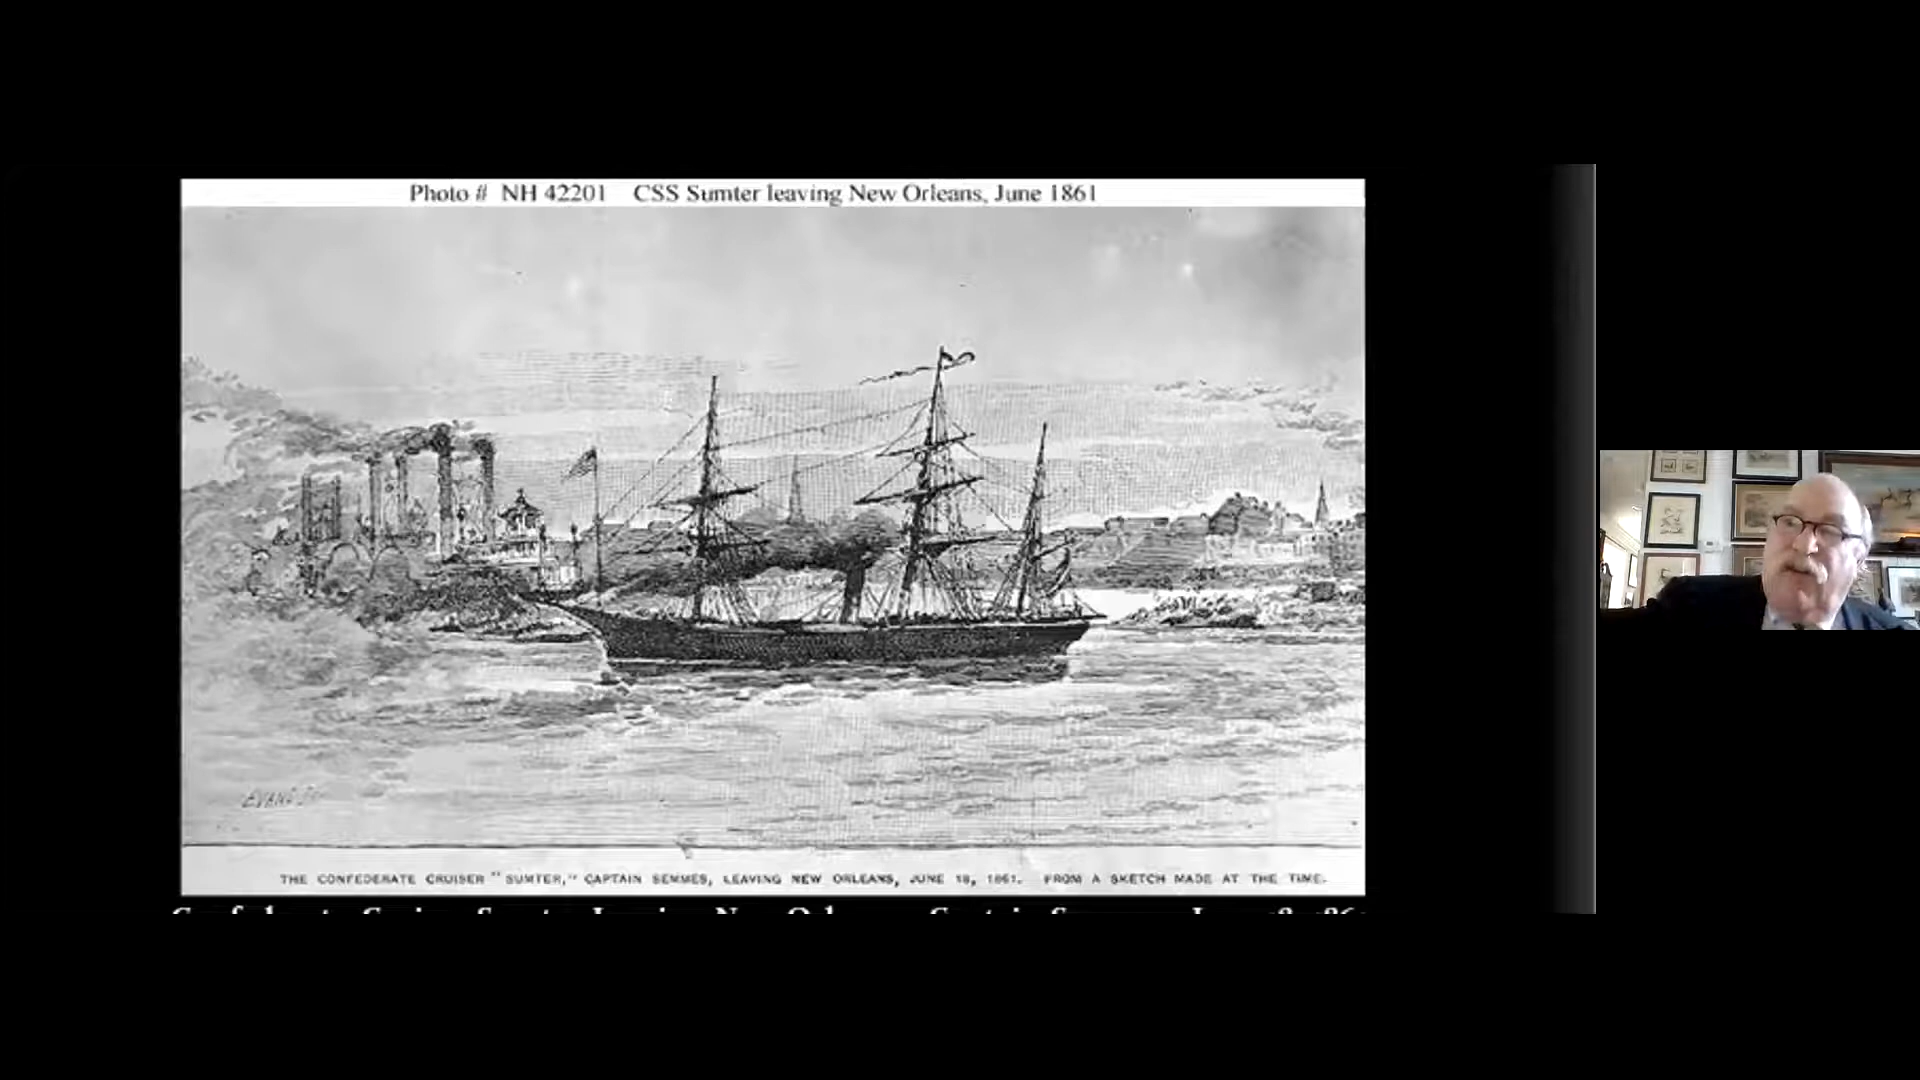 Photo # NH 42201 CSS Sumter leaving New Orleans, June 1861
EVANS
THE CONFEDERATE CRUISER "SUMTER," CAPTAIN SEMMES, LEAVING NEW ORLEANS, JUNE 18, 1861. FROM A SKETCH MADE AT THE TIME.